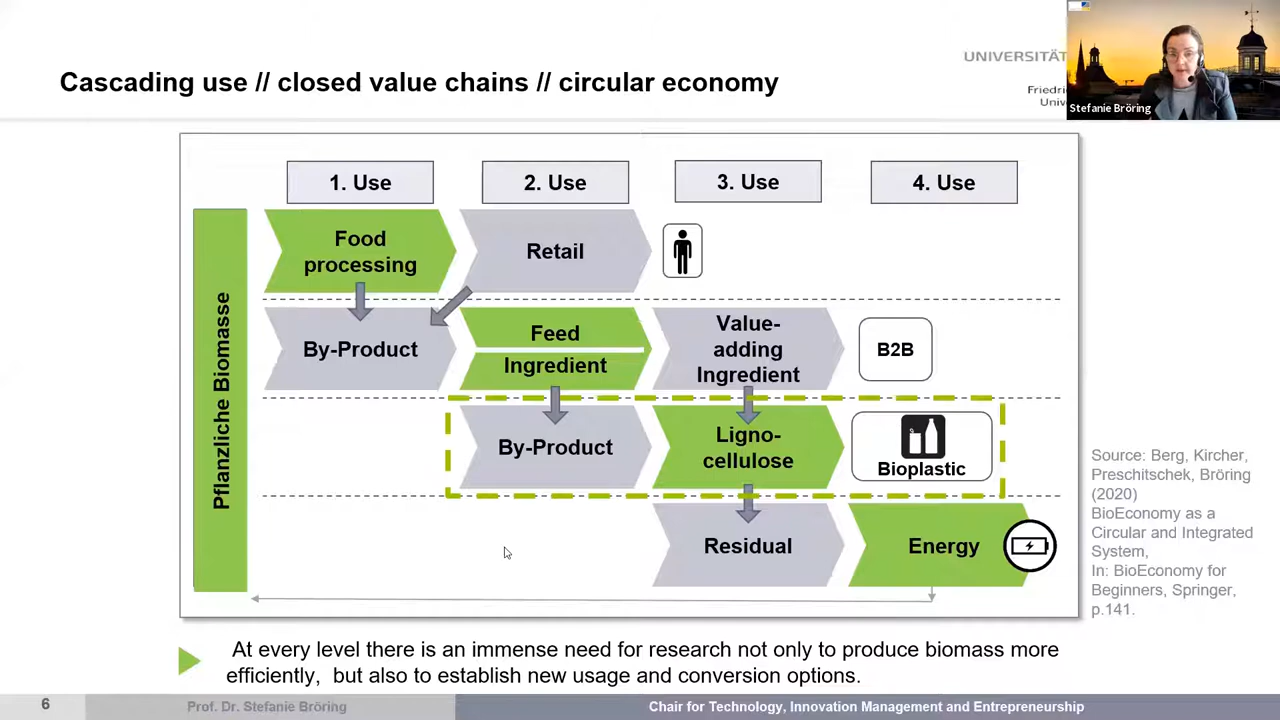 UNIVERSITÄT
Friedri
Univ
Stefanie Bröring
Cascading use // closed value chains // circular economy
1. Use
2. Use
3. Use
4. Use
Pflanzliche Biomasse
Food
processing
Retail
By-Product
Feed
Ingredient
Value-
adding
Ingredient
B2B
By-Product
Ligno-
cellulose
Bioplastic
Residual
Energy
Source: Berg, Kircher,
Preschitschek, Bröring
(2020)
BioEconomy as a
Circular and Integrated
System,
In: BioEconomy for
Beginners, Springer,
p.141.
At every level there is an immense need for research not only to produce biomass more
efficiently, but also to establish new usage and conversion options.
6
Prof. Dr. Stefanie Bröring
Chair for Technology, Innovation Management and Entrepreneurship